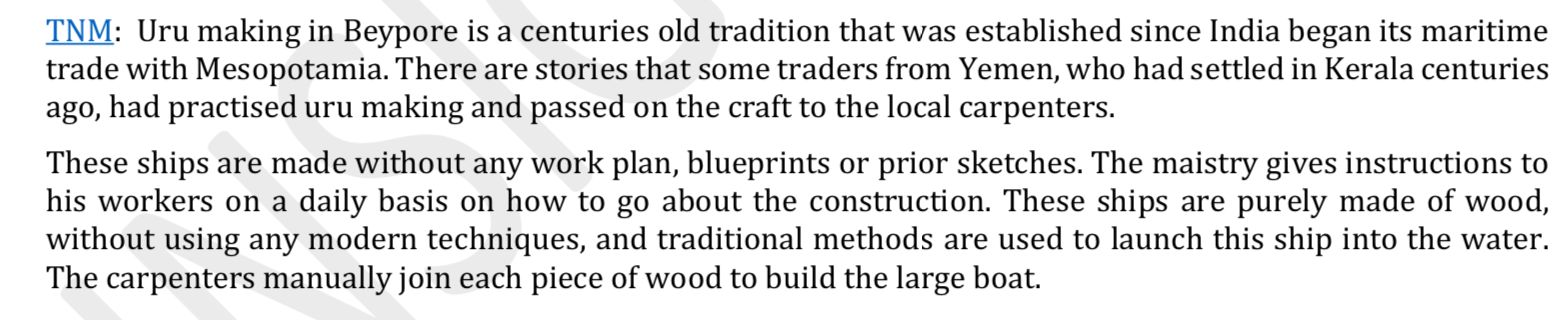 TNM: Uru making in Beypore is a centuries old tradition that was established since India began its maritime
trade with Mesopotamia. There are stories that some traders from Yemen, who had settled in Kerala centuries
ago, had practised uru making and passed on the craft to the local carpenters.
These ships are made without any work plan, blueprints or prior sketches. The maistry gives instructions to
his workers on a daily basis on how to go about the construction. These ships are purely made of wood,
without using any modern techniques, and traditional methods are used to launch this ship into the water.
The carpenters manually join each piece of wood to build the large boat.